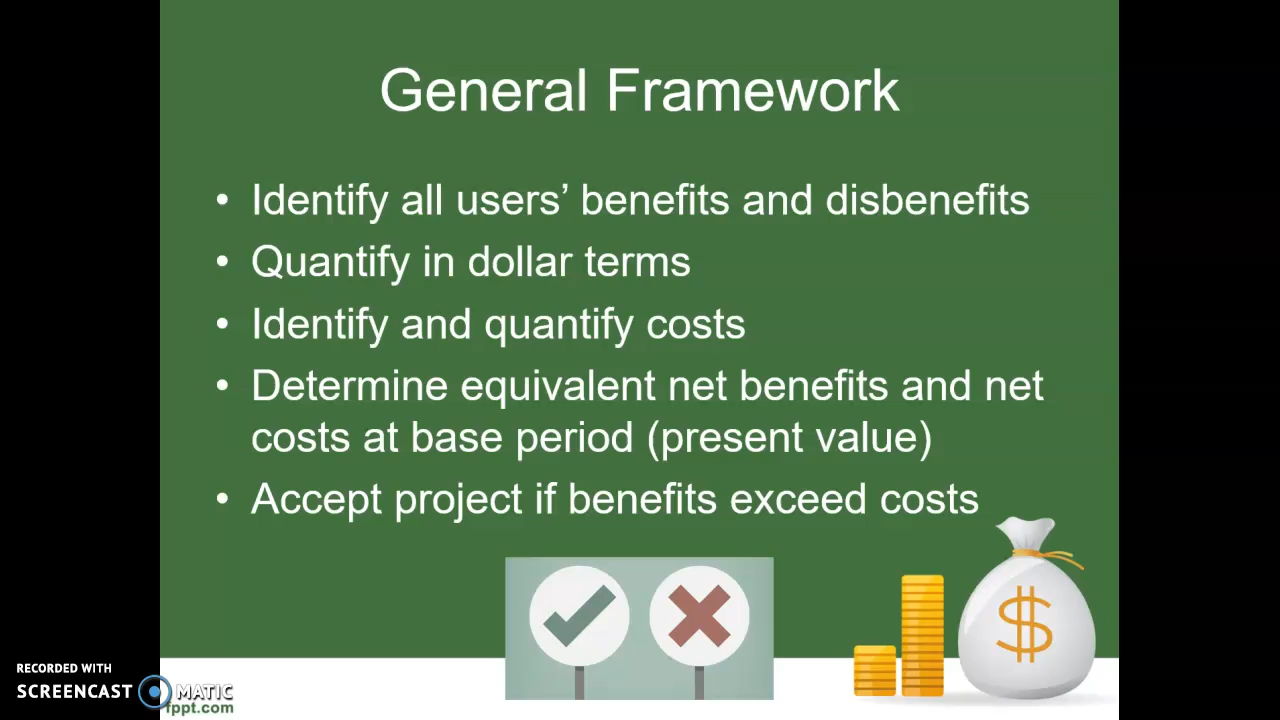 General Framework
• Identify all users’ benefits and disbenefits
• Quantify in dollar terms
• Identify and quantify costs
• Determine equivalent net benefits and net
costs at base period (present value)
• Accept project if benefits exceed costs
$
RECORDED WITH
SCREENCAST MATIC
fppt.com